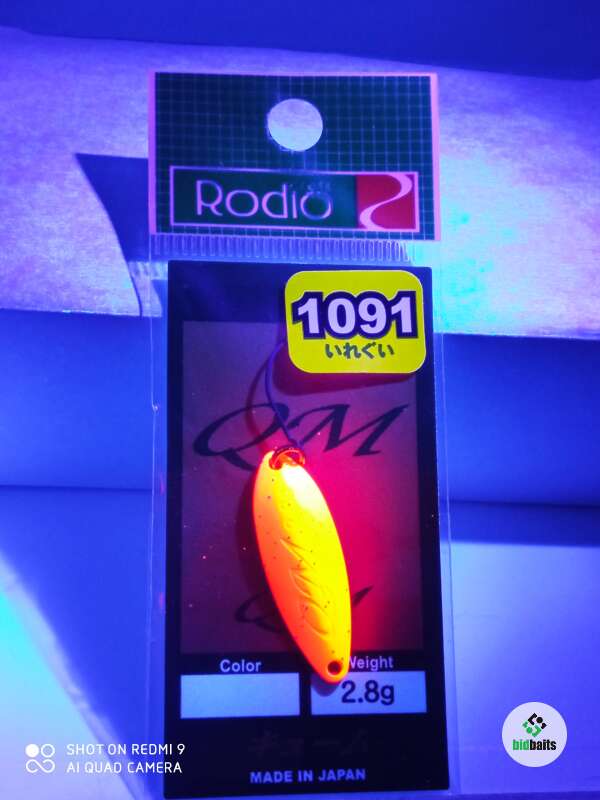 Rodio
1091
いれぐい
QM
QM
Color
Weight
2.8g
MADE IN JAPAN
SHOT ON REDMI 9
AI QUAD CAMERA
bidbaits